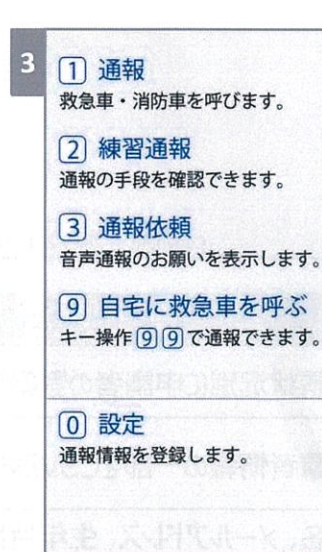 3
1 通報
救急車・消防車を呼びます。
2 練習通報
通報の手段を確認できます。
3 通報依頼
音声通報のお願いを表示します。
9 自宅に救急車を呼ぶ
キー操作99で通報できます。
0 設定
通報情報を登録します。